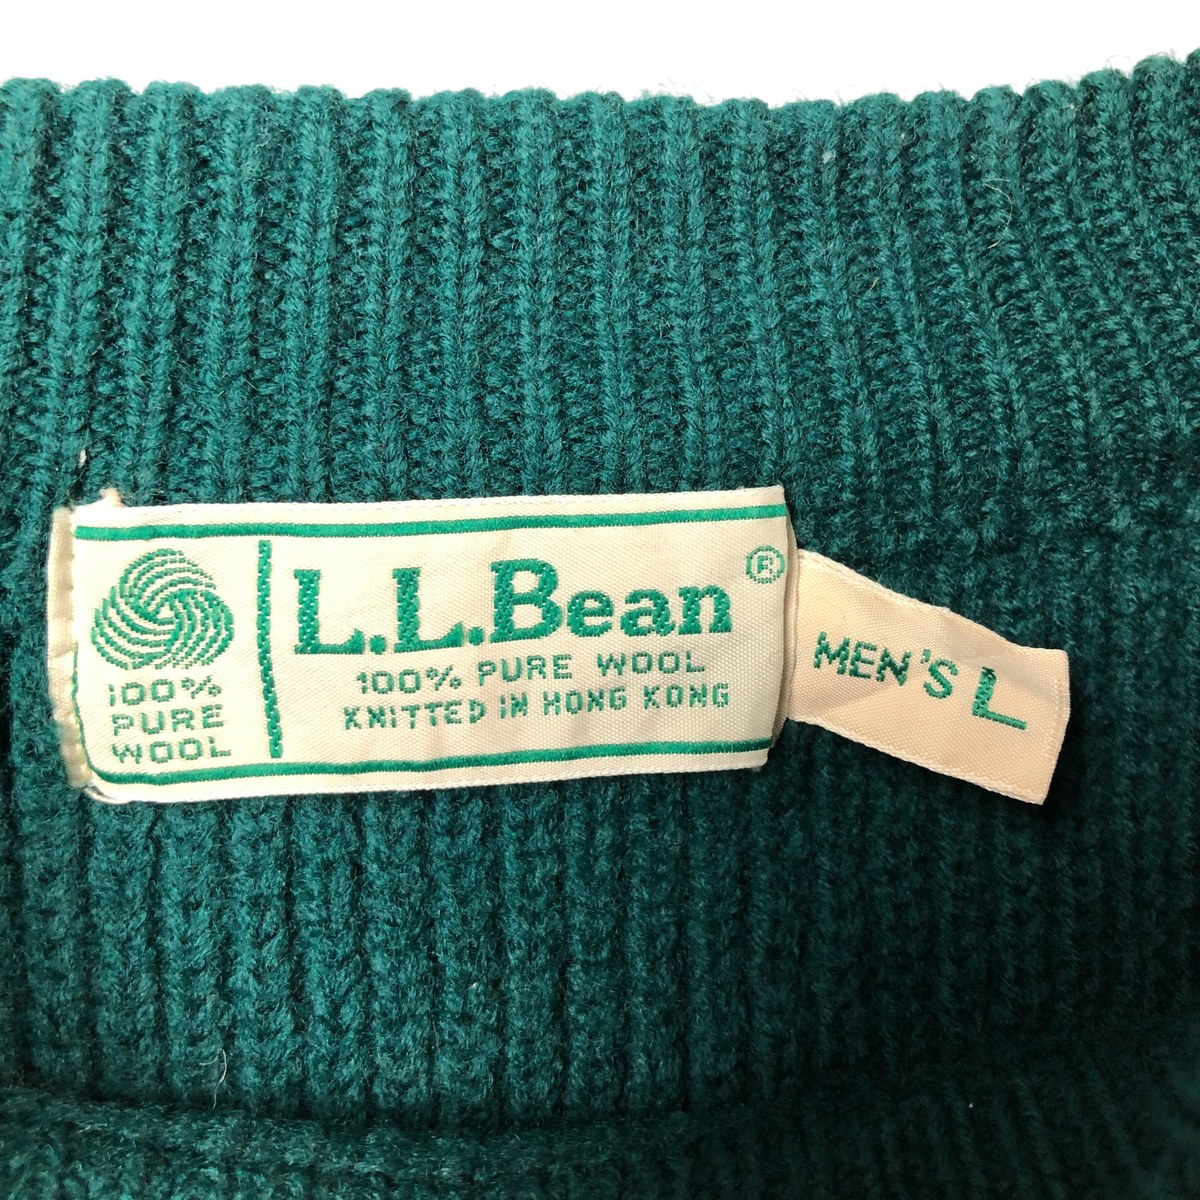 L.L.Bean ®
100% PURE WOOL
KNITTED IN HONG KONG
100%
PURE
WOOL
MEN'S L